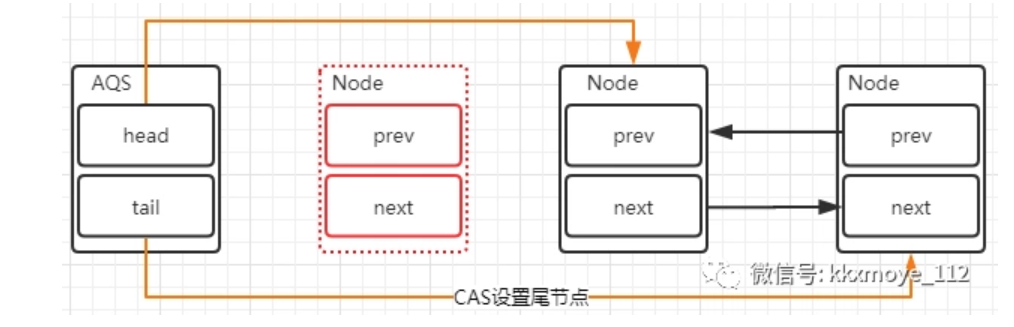 AQS
head
tail
Node
prev
next
Node
prev
next
Node
prev
next
CAS设置尾节点
微信号: kkxmoye_112